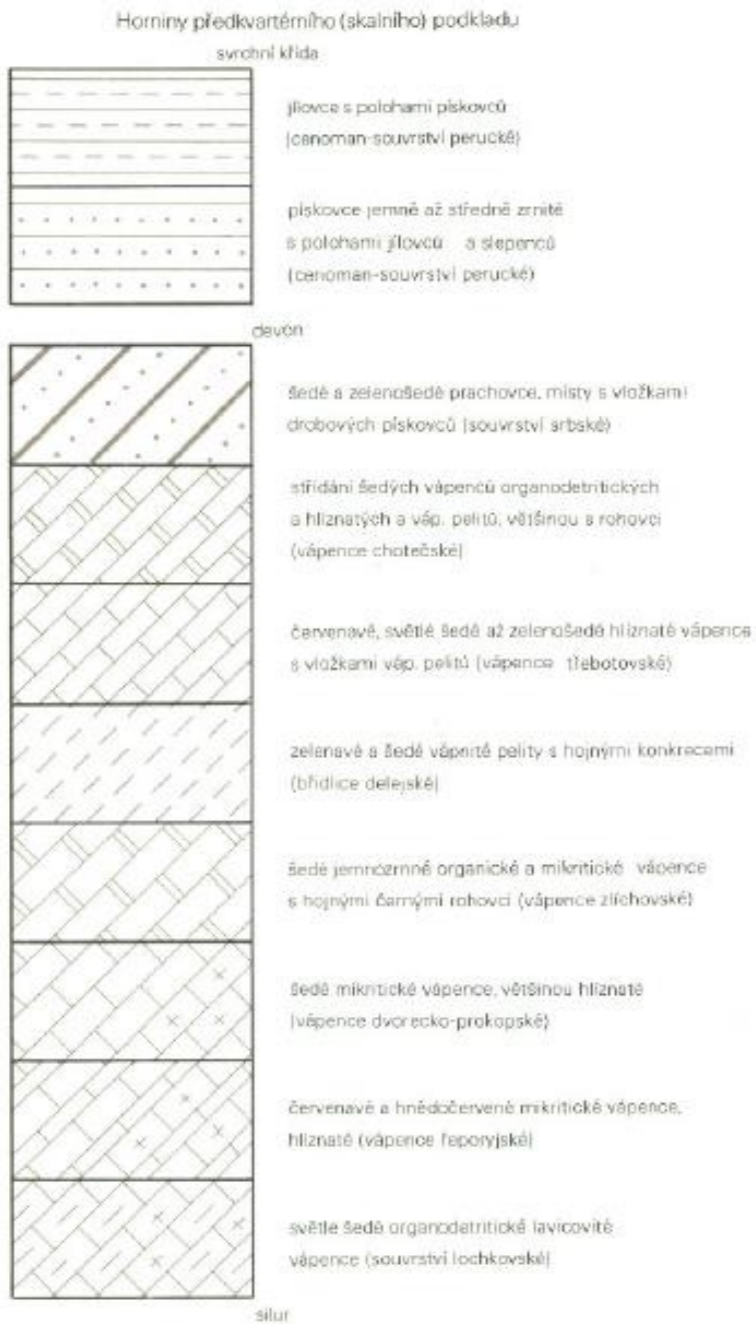 Horniny předkvartérního (skalního) podkladu
svrchní křída
jílovce s polohami pískovců
(cenoman-souvrství perucké)
pískovce jemně až středně zrnité
s polohami jílovců a slepenců
(cenoman-souvrství perucké)
devon
šedé a zelenošedé prachovce, místy s vložkami
drobových pískovců (souvrství srbské)
střídání šedých vápenců organodetritických
a hlíznatých a váp. pelitů, většinou s rohovci
(vápence chotečské)
červenavé, světlé šedé až zelenošedé hlíznaté vápence
s vložkami váp. pelitů (vápence třebotovské)
zelenavé a šedé vápnité pelity s hojnými konkrecemi
(břidlice dalejské)
šedé jemnozrnné organické a mikritické vápence
s hojnými černými rohovci (vápence zlíchovské)
šedé mikritické vápence, většinou hlíznaté
(vápence dvorecko-prokopské)
červenavé a hnědočervené mikritické vápence,
hlíznaté (vápence řeporyjské)
světle šedé organodetritické lavicovité
vápence (souvrství lochkovské)
silur